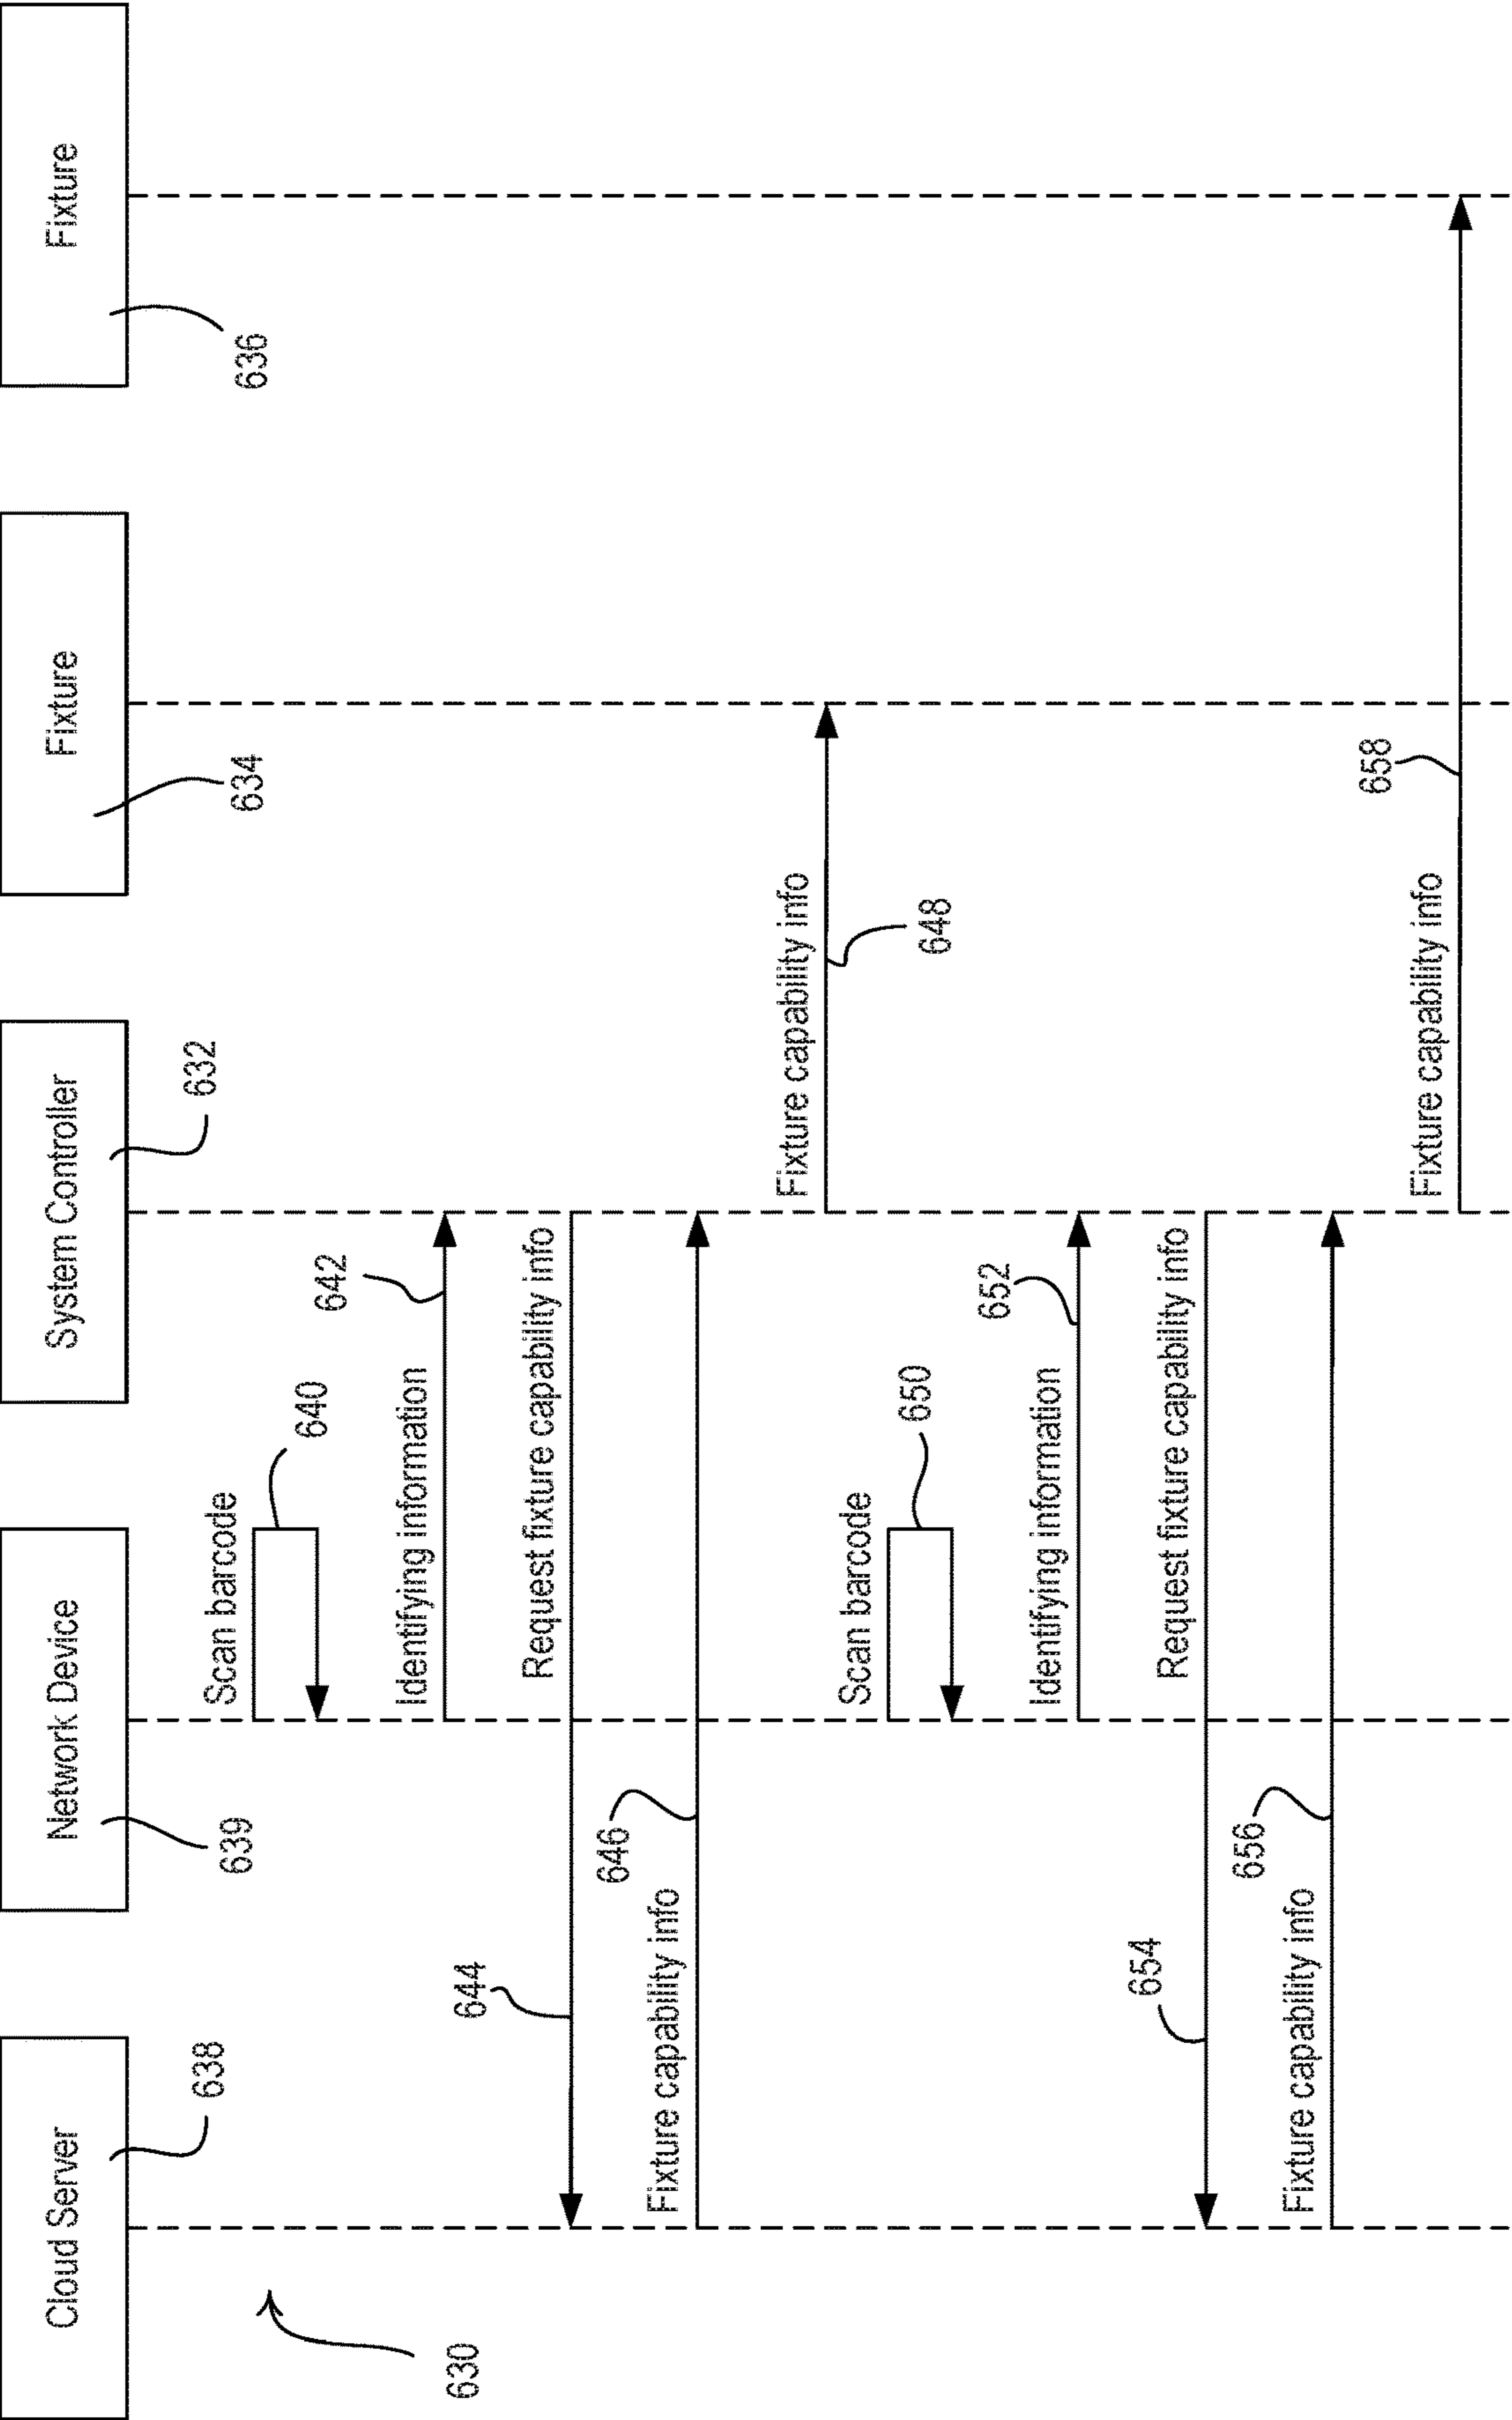 Cloud Server
Network Device
System Controller
Fixture
Fixture
638
639
632
634
636
630
Scan barcode
640
Identifying information
642
Request fixture capability info
644
Fixture capability info
646
Fixture capability info
648
Scan barcode
650
Identifying information
652
Request fixture capability info
654
Fixture capability info
656
Fixture capability info
658